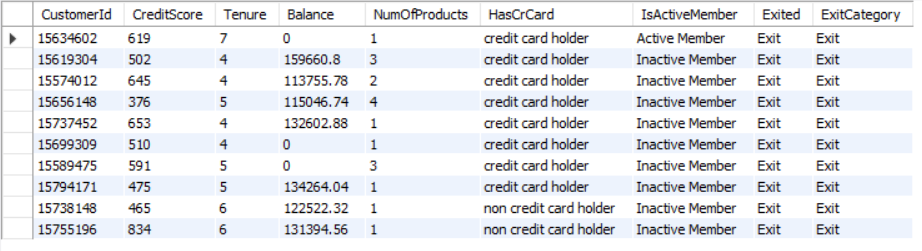 CustomerId CreditScore Tenure Balance NumOfProducts HasCrCard IsActiveMember Exited ExitCategory
15634602 619 7 0 1 credit card holder Active Member Exit Exit
15619304 502 4 159660.8 3 credit card holder Inactive Member Exit Exit
15574012 645 4 113755.78 2 credit card holder Inactive Member Exit Exit
15656148 376 5 115046.74 4 credit card holder Inactive Member Exit Exit
15737452 653 4 132602.88 1 credit card holder Inactive Member Exit Exit
15699309 510 4 0 1 credit card holder Inactive Member Exit Exit
15589475 591 5 0 3 credit card holder Inactive Member Exit Exit
15794171 475 5 134264.04 1 credit card holder Inactive Member Exit Exit
15738148 465 6 122522.32 1 non credit card holder Inactive Member Exit Exit
15755196 834 6 131394.56 1 non credit card holder Inactive Member Exit Exit